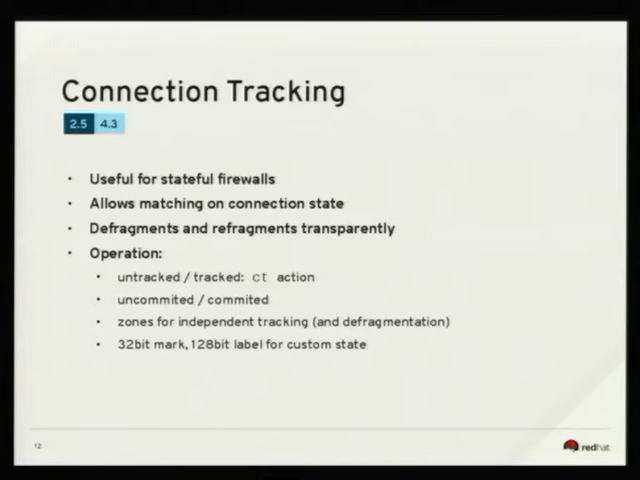 Connection Tracking
2.5 4.3
• Useful for stateful firewalls
• Allows matching on connection state
• Defragments and refragments transparently
• Operation:
• untracked / tracked: ct action
• uncommited / commited
• zones for independent tracking (and defragmentation)
• 32bit mark, 128bit label for custom state
12
redhat.